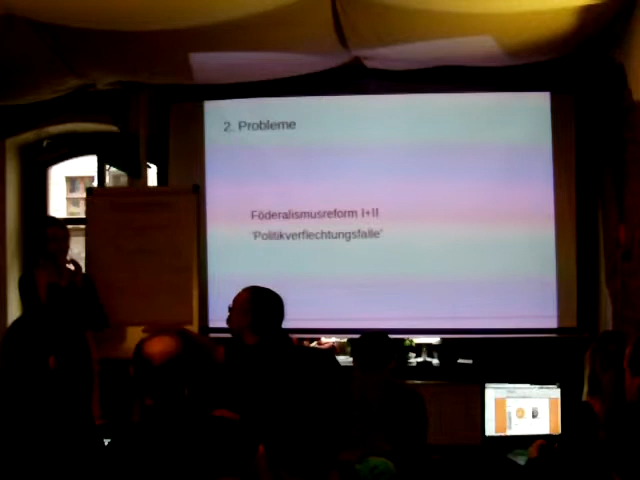 2. Probleme
Föderalismusreform I+II
'Politikverflechtungsfalle'